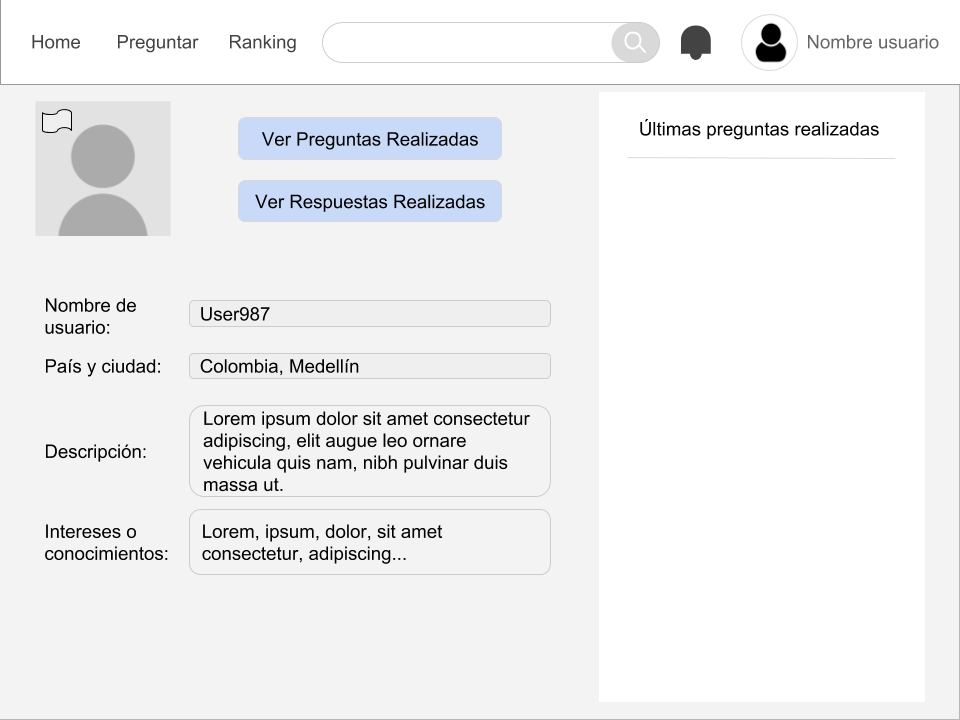 Home Preguntar Ranking Nombre usuario
Ver Preguntas Realizadas
Ver Respuestas Realizadas
Últimas preguntas realizadas
Nombre de
usuario:
User987
País y ciudad:
Colombia, Medellín
Descripción:
Lorem ipsum dolor sit amet consectetur
adipiscing, elit augue leo ornare
vehicula quis nam, nibh pulvinar duis
massa ut.
Intereses o
conocimientos:
Lorem, ipsum, dolor, sit amet
consectetur, adipiscing...